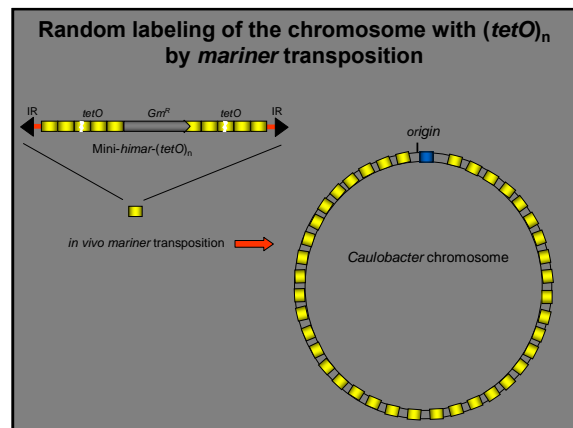 Random labeling of the chromosome with (tetO)n
by mariner transposition
IR tetO GmR tetO IR
Mini-himar-(tetO)n
origin
in vivo mariner transposition
Caulobacter chromosome